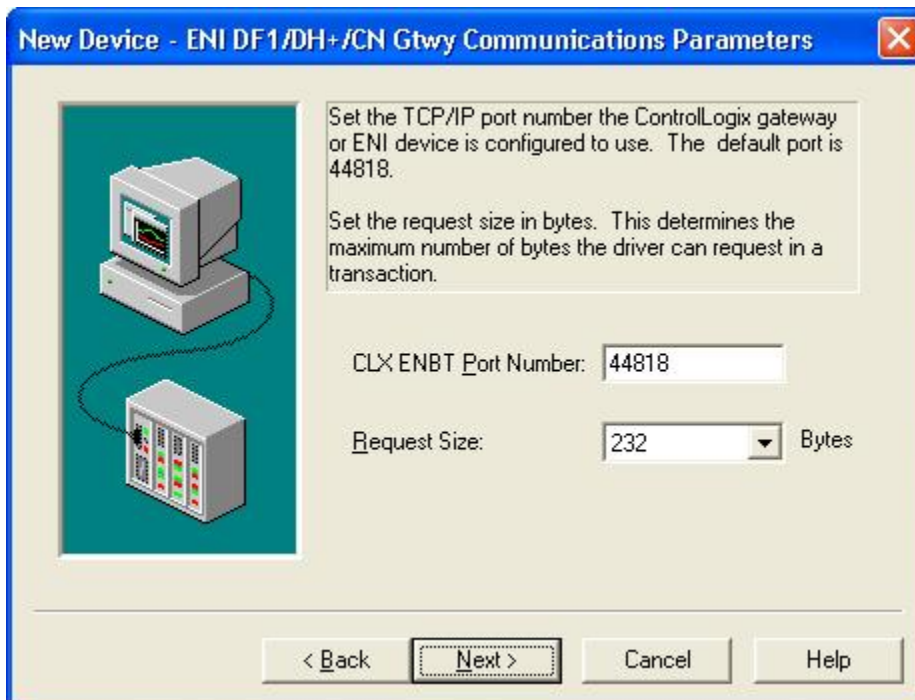 New Device - ENI DF1/DH+/CN Gtwy Communications Parameters
Set the TCP/IP port number the ControlLogix gateway
or ENI device is configured to use.  The  default port is
44818.
Set the request size in bytes.  This determines the
maximum number of bytes the driver can request in a
transaction.
CLX ENBT Port Number: 44818
Request Size: 232 Bytes
< Back Next > Cancel Help